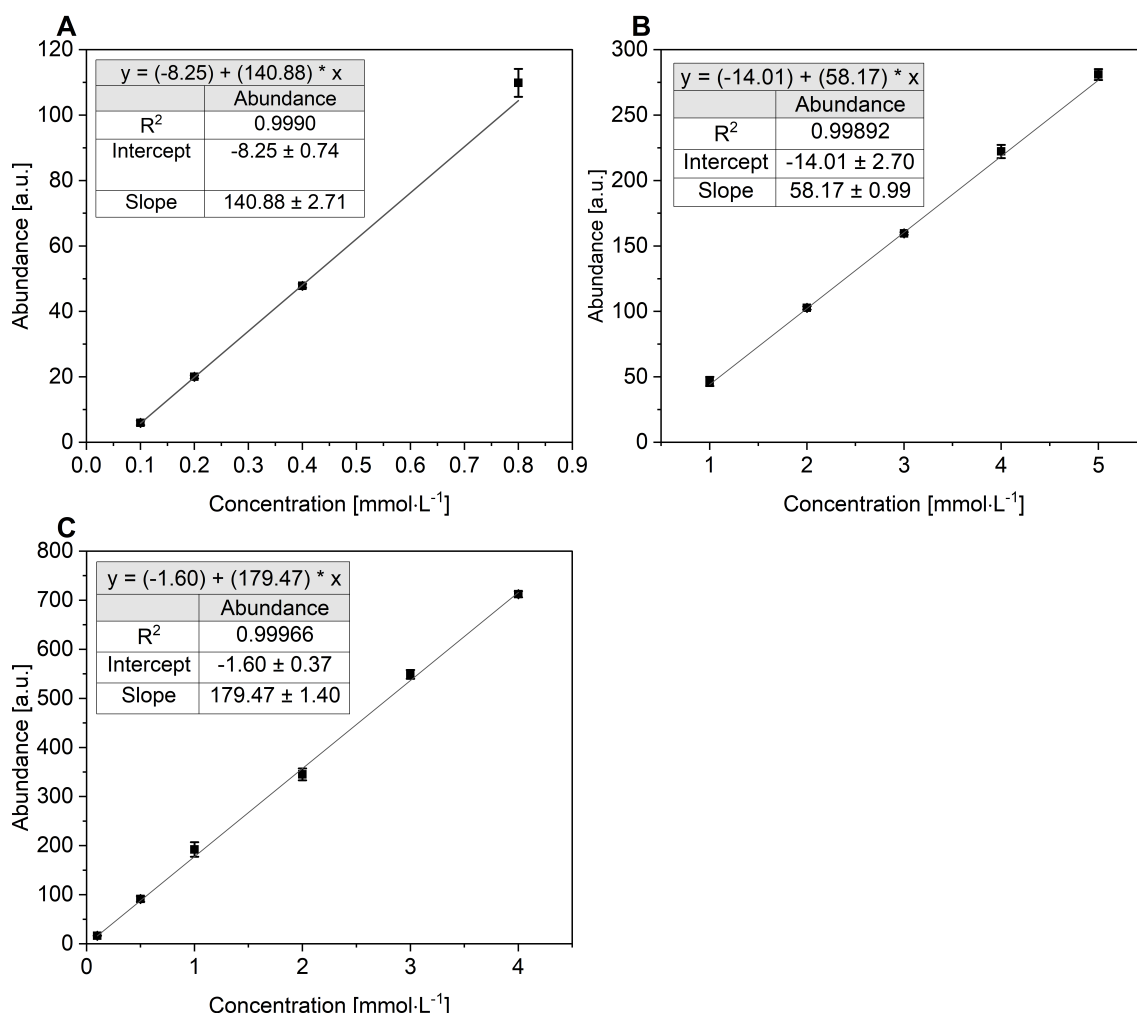 A
y = (-8.25) + (140.88) * x
Abundance
R² 0.9990
Intercept -8.25 ± 0.74
Slope 140.88 ± 2.71
120
100
80
60
40
20
0
Abundance [a.u.]
0.0 0.1 0.2 0.3 0.4 0.5 0.6 0.7 0.8 0.9
Concentration [mmol·L⁻¹]
B
y = (-14.01) + (58.17) * x
Abundance
R² 0.99892
Intercept -14.01 ± 2.70
Slope 58.17 ± 0.99
300
250
200
150
100
50
0
Abundance [a.u.]
1 2 3 4 5
Concentration [mmol·L⁻¹]
C
y = (-1.60) + (179.47) * x
Abundance
R² 0.99966
Intercept -1.60 ± 0.37
Slope 179.47 ± 1.40
800
700
600
500
400
300
200
100
0
Abundance [a.u.]
0 1 2 3 4
Concentration [mmol·L⁻¹]